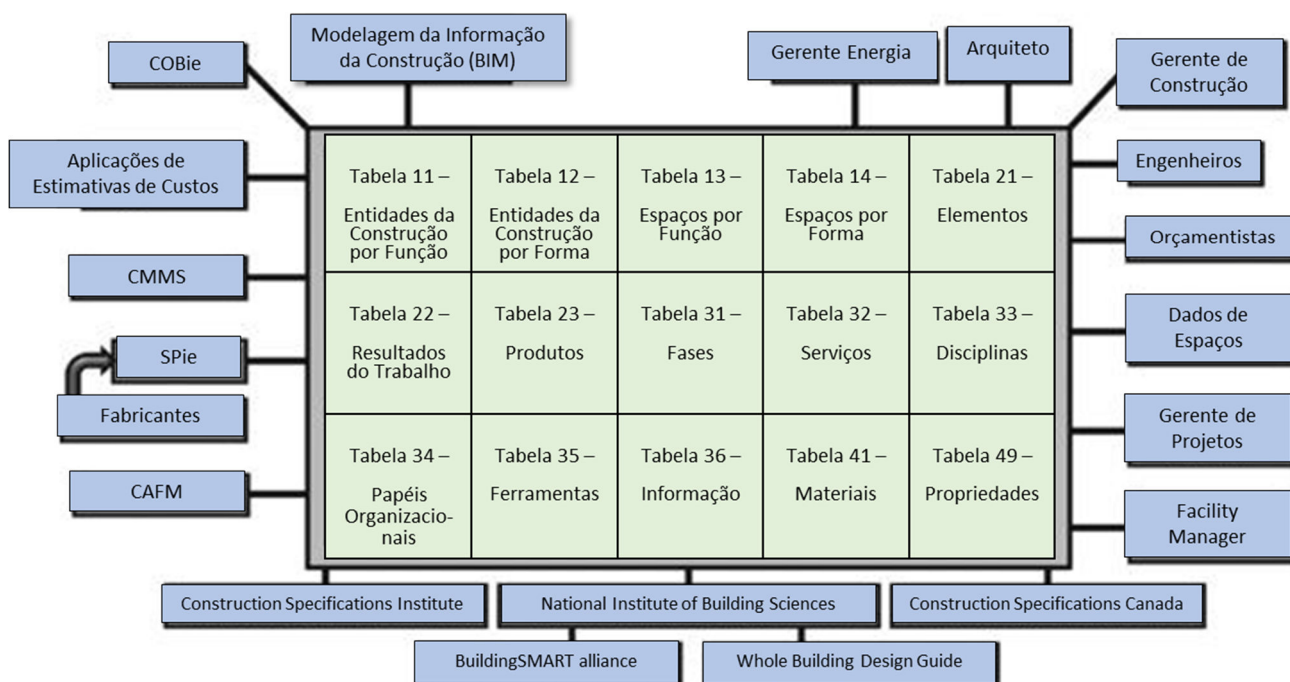 COBie
Modelagem da Informação
da Construção (BIM)
Gerente Energia
Arquiteto
Gerente de
Construção
Aplicações de
Estimativas de Custos
CMMS
SPie
Fabricantes
CAFM
Tabela 11 –
Entidades da
Construção
por Função
Tabela 12 –
Entidades da
Construção
por Forma
Tabela 13 –
Espaços por
Função
Tabela 14 –
Espaços por
Forma
Tabela 21 –
Elementos
Tabela 22 –
Resultados
do Trabalho
Tabela 23 –
Produtos
Tabela 31 –
Fases
Tabela 32 –
Serviços
Tabela 33 –
Disciplinas
Tabela 34 –
Papéis
Organizacio-
nais
Tabela 35 –
Ferramentas
Tabela 36 –
Informação
Tabela 41 –
Materiais
Tabela 49 –
Propriedades
Engenheiros
Orçamentistas
Dados de
Espaços
Gerente de
Projetos
Facility
Manager
Construction Specifications Institute
National Institute of Building Sciences
Construction Specifications Canada
BuildingSMART alliance
Whole Building Design Guide